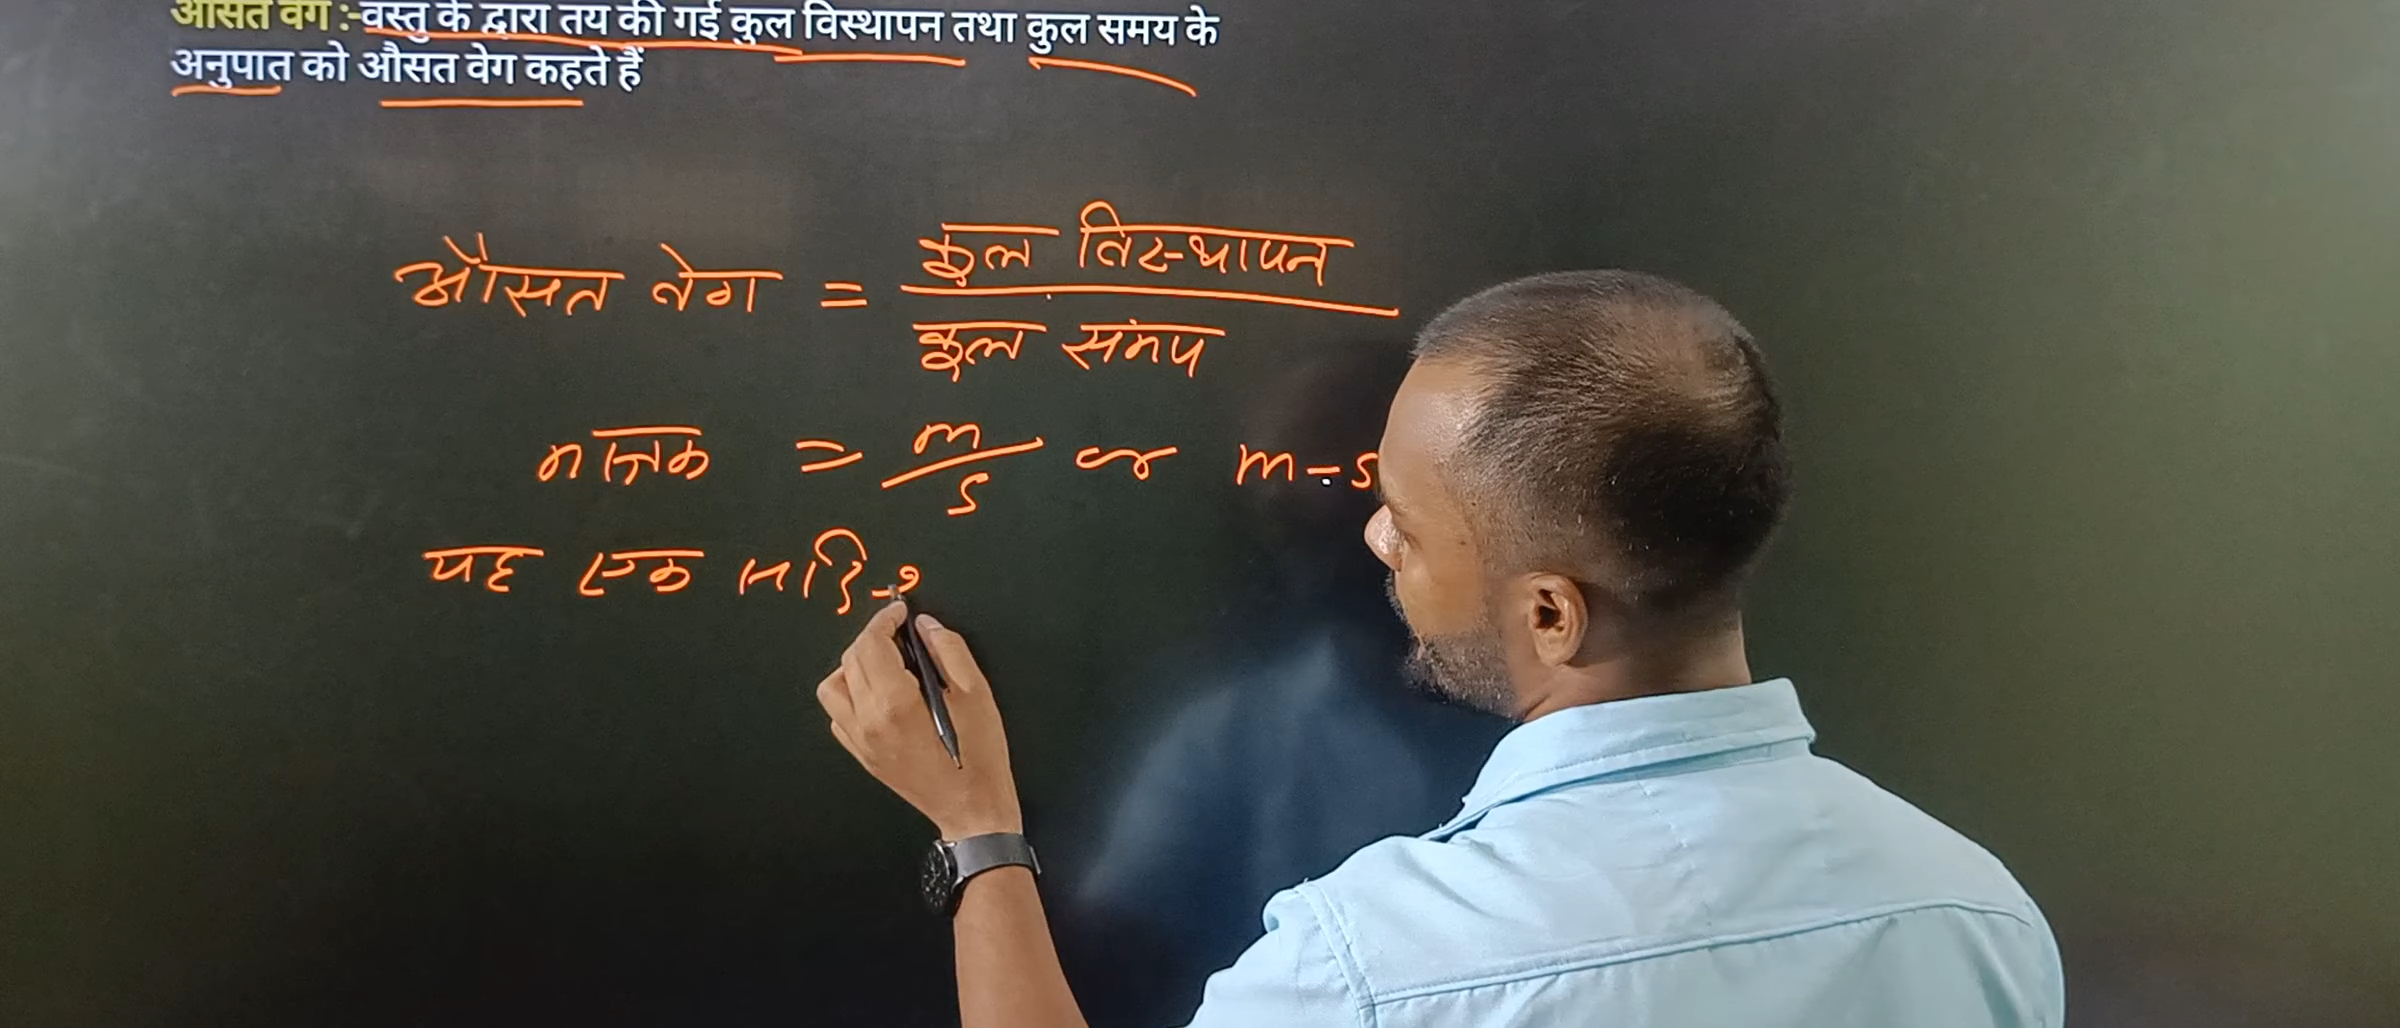 औसत वेग :-वस्तु के द्वारा तय की गई कुल विस्थापन तथा कुल समय के
अनुपात को औसत वेग कहते हैं
औसत वेग = कुल विस्थापन / कुल समय
मात्रक = m/s or m÷s
यह एक सदि